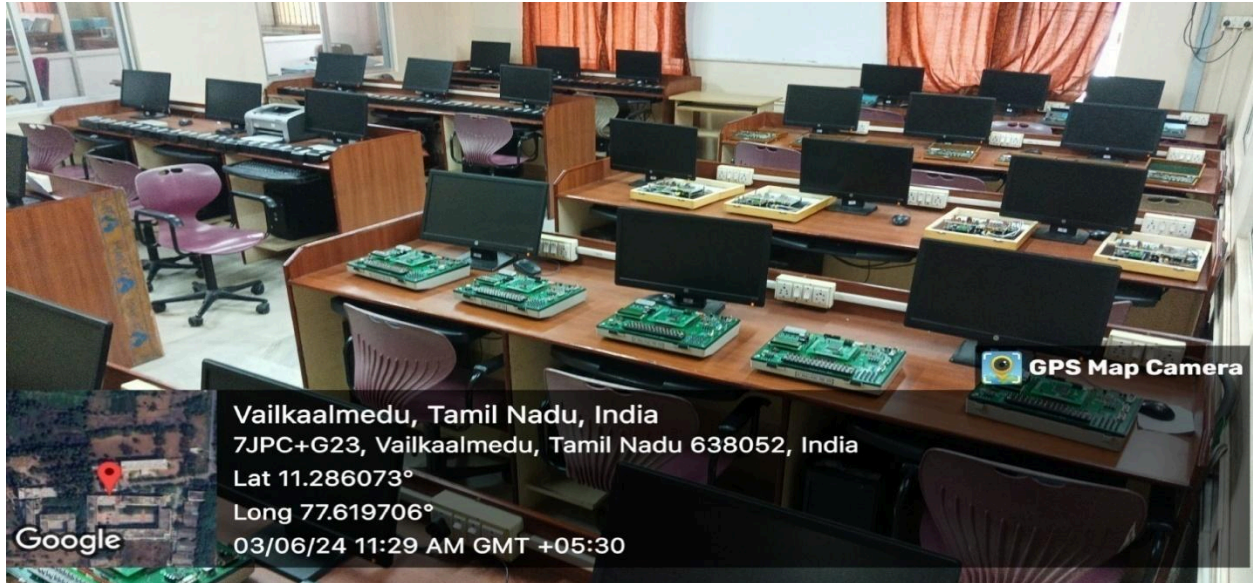 GPS Map Camera
Vailkaalmedu, Tamil Nadu, India
7JPC+G23, Vailkaalmedu, Tamil Nadu 638052, India
Lat 11.286073°
Long 77.619706°
03/06/24 11:29 AM GMT +05:30
Google